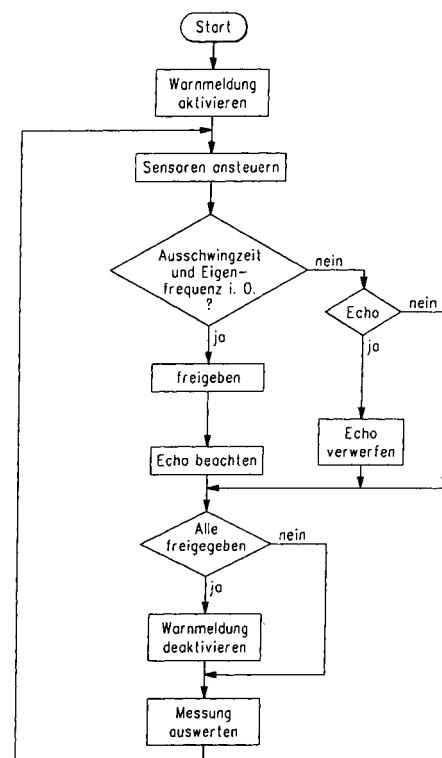 Start
Warnmeldung
aktivieren
Sensoren ansteuern
Ausschwingzeit
und Eigen-
frequenz i. O.
?
nein
ja
Echo
nein
ja
freigeben
Echo
verwerfen
Echo beachten
Alle
freigegeben
nein
ja
Warnmeldung
deaktivieren
Messung
auswerten